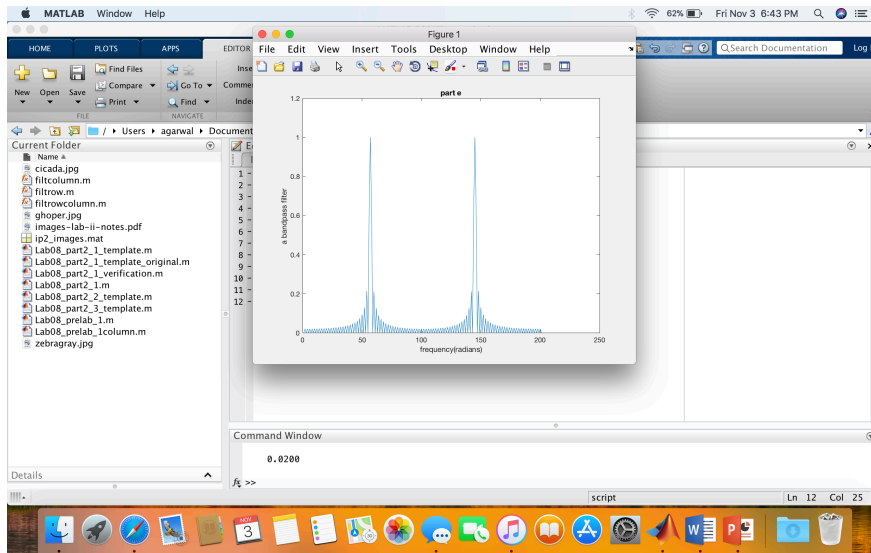 MATLAB Window Help
62% Fri Nov 3 6:43 PM
Figure 1
HOME PLOTS APPS EDITOR
File Edit View Insert Tools Desktop Window Help
Search Documentation Log
New Open Save
Find Files
Compare
Print
Go To
Find
Inse
Comme
Inde
FILE NAVIGATE
/ Users agarwal Document
Current Folder
Name
cicada.jpg
filtcolumn.m
filtrow.m
filtrowcolumn.m
ghoper.jpg
images-lab-ii-notes.pdf
ip2_images.mat
Lab08_part2_1_template.m
Lab08_part2_1_template_original.m
Lab08_part2_1_verification.m
Lab08_part2_1.m
Lab08_part2_2_template.m
Lab08_part2_3_template.m
Lab08_prelab_1.m
Lab08_prelab_1column.m
zebragray.jpg
Details
1 -
2 -
3 -
4 -
5 -
6 -
7 -
8 -
9 -
10 -
11 -
12 -
part e
1.2
1
0.8
0.6
0.4
0.2
0
a bandpass filter
0 50 100 150 200 250
frequency(radians)
Command Window
0.0200
fx >>
script Ln 12 Col 25
NOV
3